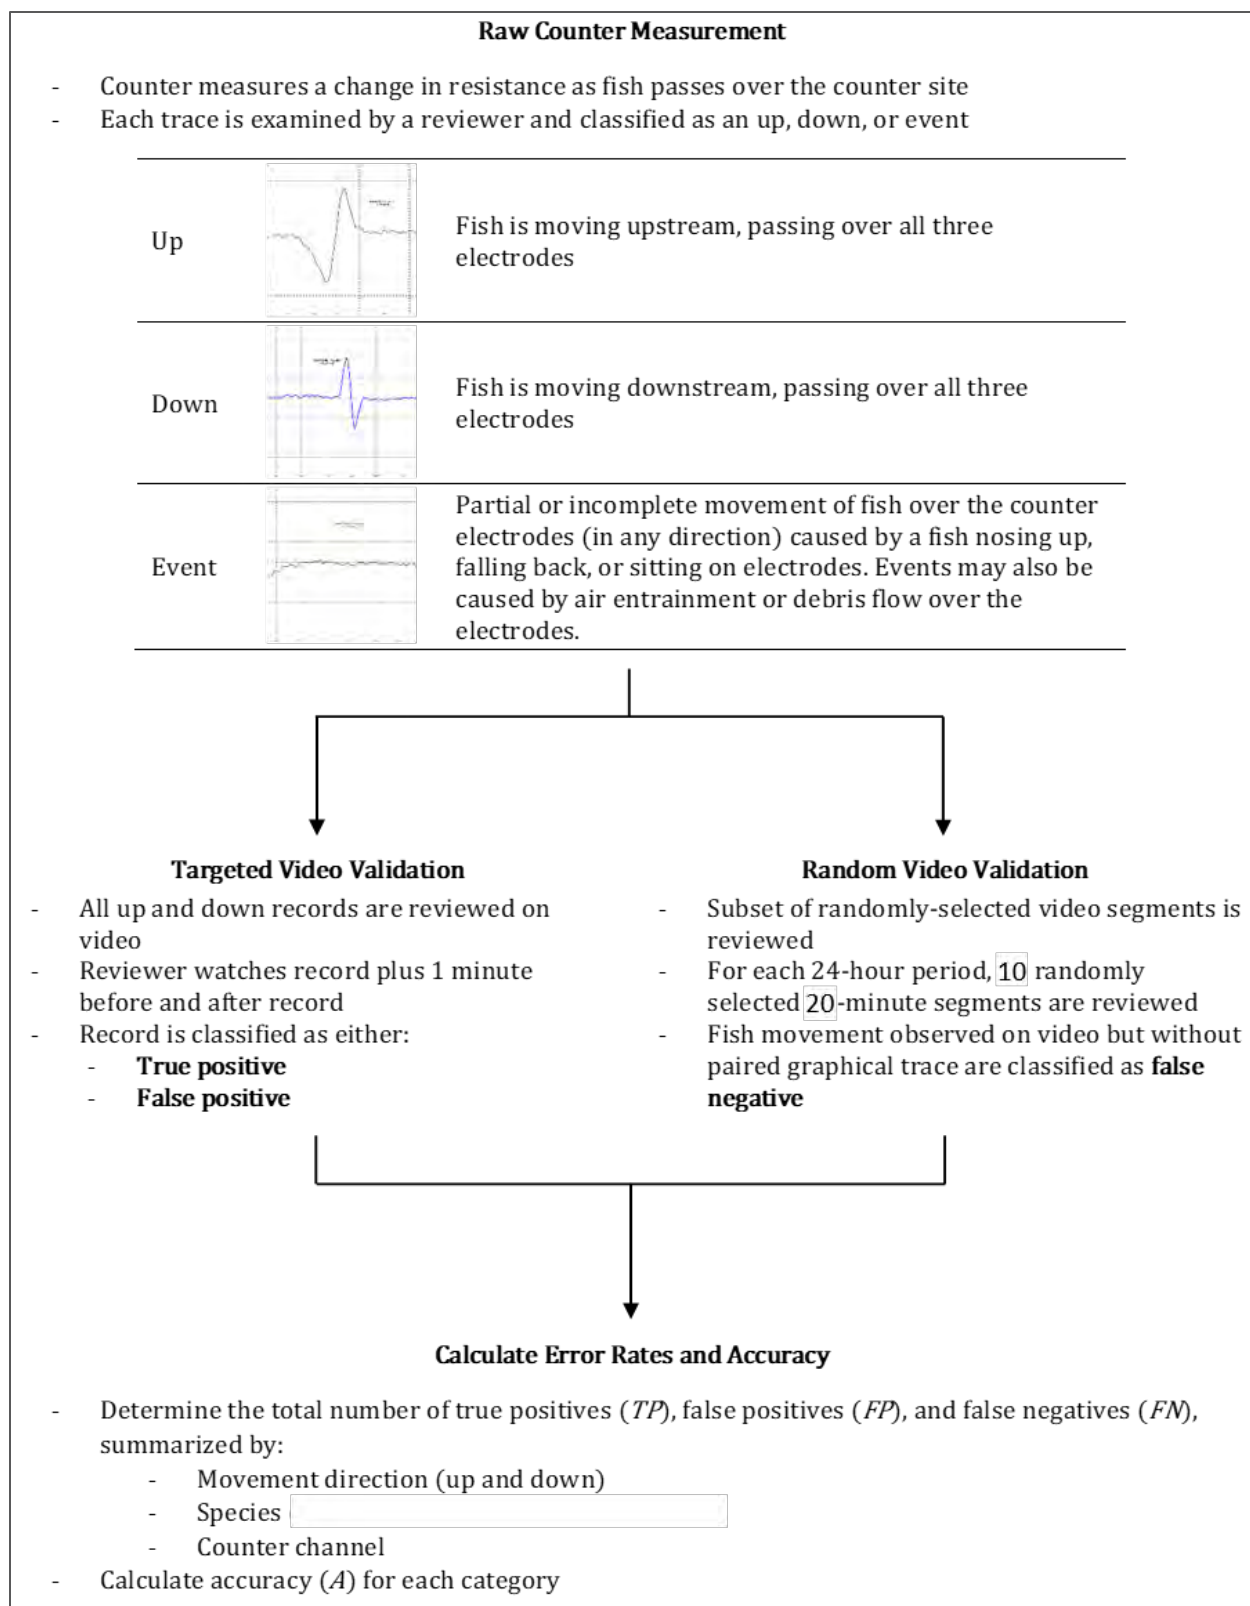 Raw Counter Measurement
- Counter measures a change in resistance as fish passes over the counter site
- Each trace is examined by a reviewer and classified as an up, down, or event
Up
Fish is moving upstream, passing over all three
electrodes
Down
Fish is moving downstream, passing over all three
electrodes
Event
Partial or incomplete movement of fish over the counter
electrodes (in any direction) caused by a fish nosing up,
falling back, or sitting on electrodes. Events may also be
caused by air entrainment or debris flow over the
electrodes.
Targeted Video Validation
- All up and down records are reviewed on
video
- Reviewer watches record plus 1 minute
before and after record
- Record is classified as either:
- True positive
- False positive
Random Video Validation
- Subset of randomly-selected video segments is
reviewed
- For each 24-hour period, 10 randomly
selected 20-minute segments are reviewed
- Fish movement observed on video but without
paired graphical trace are classified as false
negative
Calculate Error Rates and Accuracy
- Determine the total number of true positives (TP), false positives (FP), and false negatives (FN),
summarized by:
- Movement direction (up and down)
- Species
- Counter channel
- Calculate accuracy (A) for each category